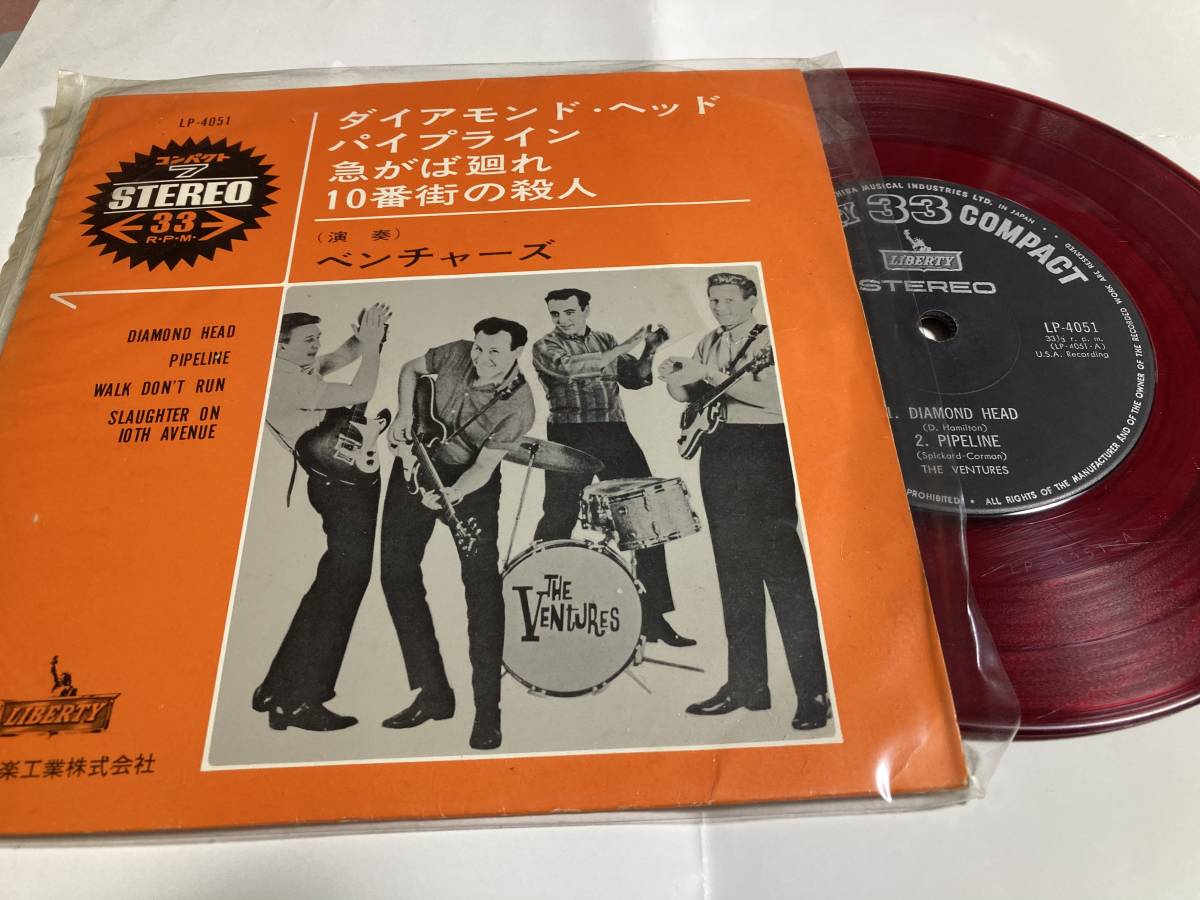 LP-4051
コンパクト
7
STEREO
33
R·P·M·
ダイアモンド・ヘッド
パイプライン
急がば廻れ
10番街の殺人
(演奏)
ベンチャーズ
DIAMOND HEAD
PIPELINE
WALK DON'T RUN
SLAUGHTER ON
10TH AVENUE
THE
VENTURES
LIBERTY
楽工業株式会社
MUSICAL INDUSTRIES LTD. IN JAPAN
33 COMPACT
LIBERTY
STEREO
LP-4051
33⅓ r. p. m.
(LP-4051-A)
U.S.A. Recording
1. DIAMOND HEAD
(D. Hamilton)
2. PIPELINE
(Spickard-Corman)
THE VENTURES
PROHIBITED • ALL RIGHTS OF THE MANUFACTURER AND OF THE OWNER OF THE RECORDED WORK ARE RESERVED